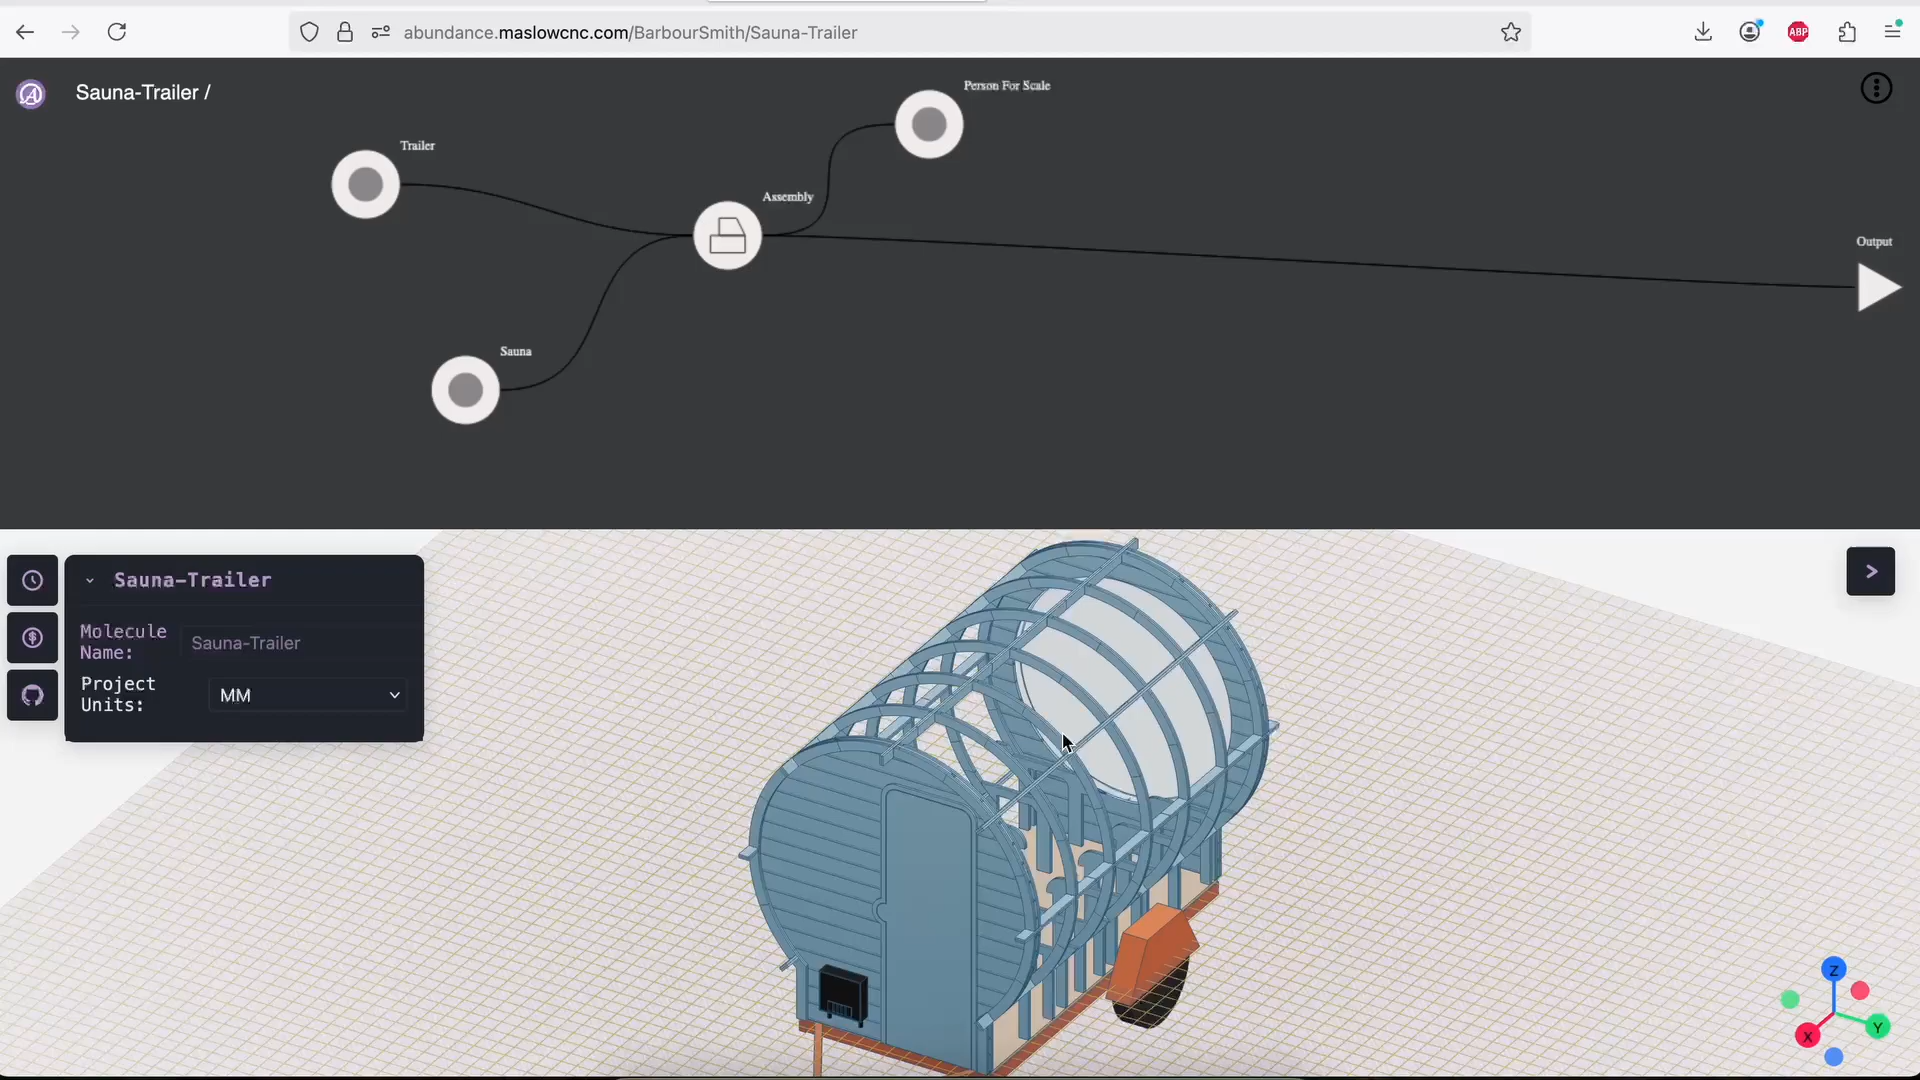 abundance.maslowcnc.com/BarbourSmith/Sauna-Trailer
ABP
Sauna-Trailer /
Person For Scale
Trailer
Assembly
Output
Sauna
Sauna-Trailer
Molecule
Name:
Sauna-Trailer
Project
Units:
MM
Z
Y
X